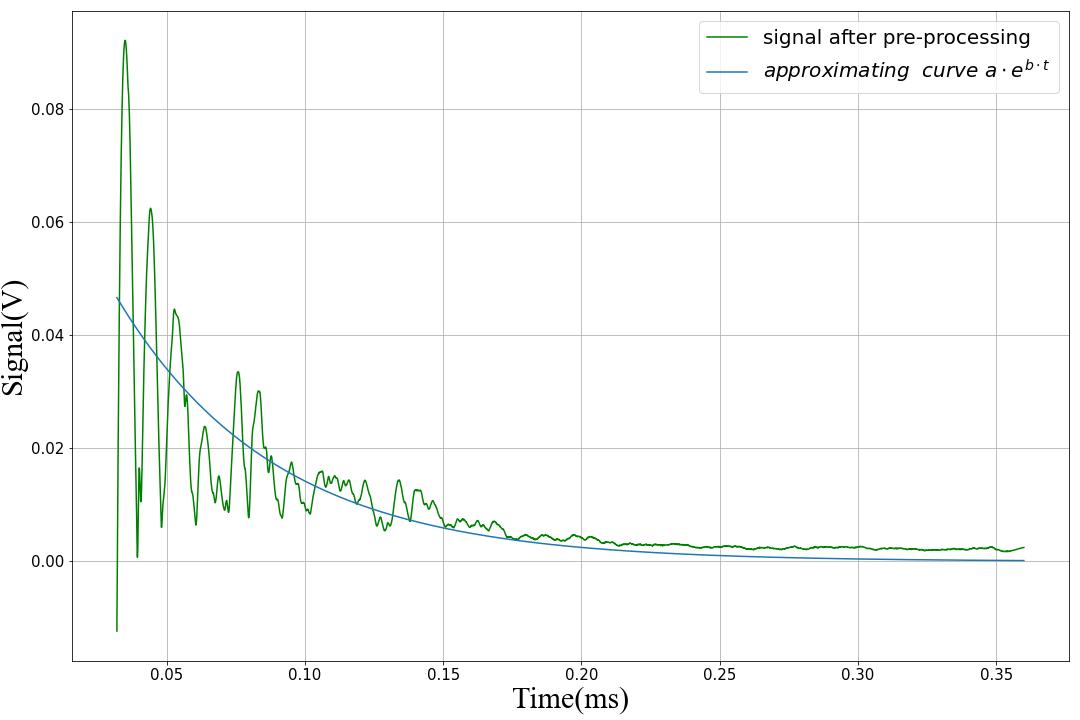 signal after pre-processing
approximating curve a · e^{b · t}
0.08
0.06
0.04
0.02
0.00
Signal(V)
0.05 0.10 0.15 0.20 0.25 0.30 0.35
Time(ms)